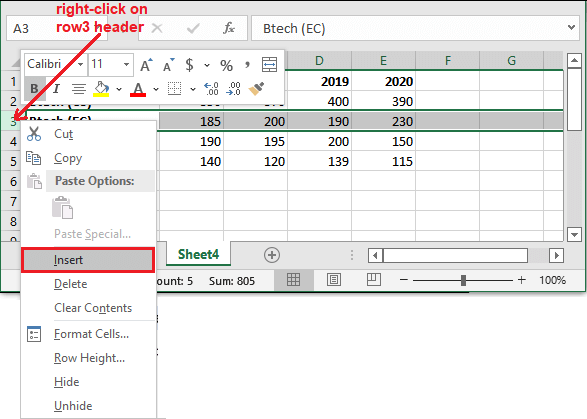 right-click on
row3 header
A3 Btech (EC)
Calibri 11 A A $ %
B A .00
D E F G
1 2019 2020
2 400 390
3 Btech (EC) 185 200 190 230
4 190 195 200 150
5 140 120 139 115
6
7
8
Cut
Copy
Paste Options:
Paste Special...
Insert
Delete
Clear Contents
Format Cells...
Row Height...
Hide
Unhide
Sheet4
ount: 5 Sum: 805 100%